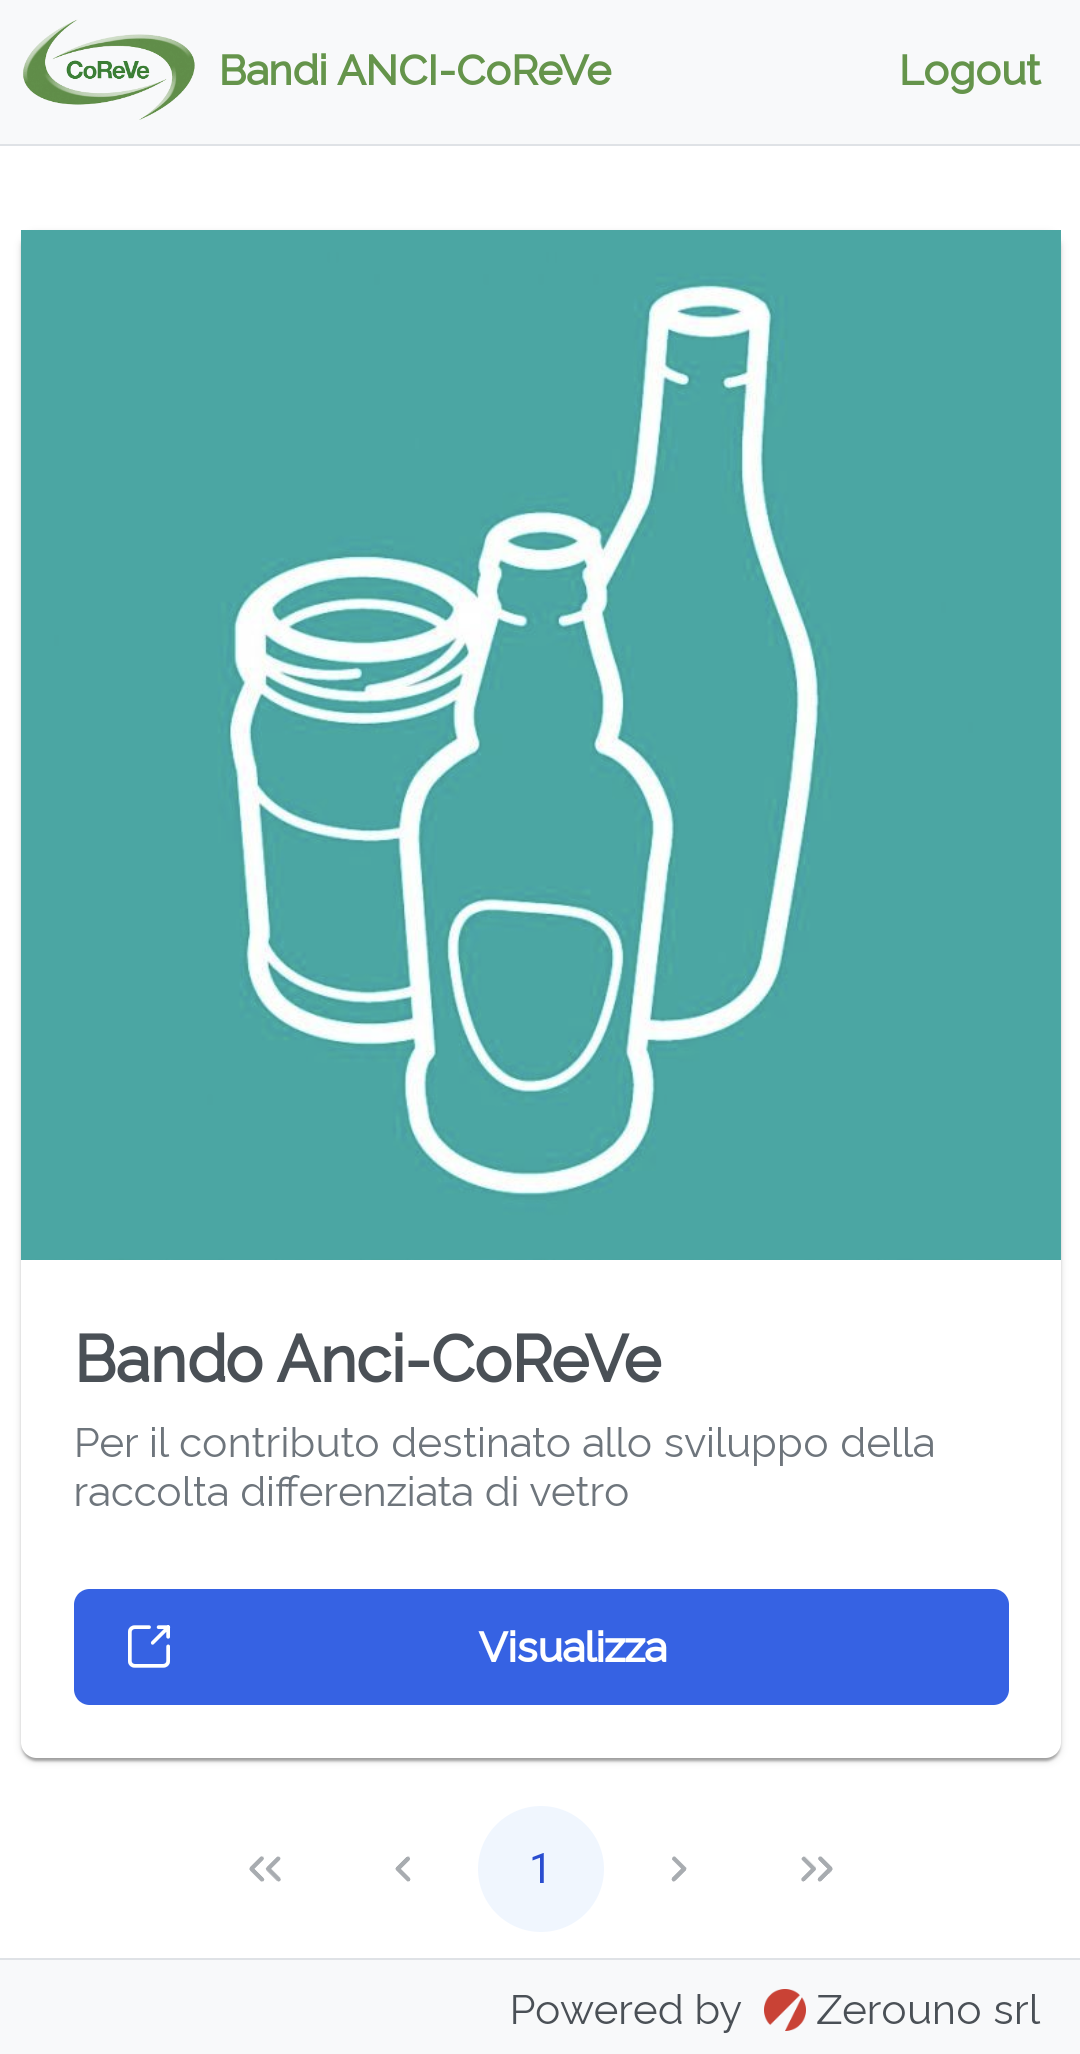 CoReVe
Bandi ANCI-CoReVe
Logout
Bando Anci-CoReVe
Per il contributo destinato allo sviluppo della
raccolta differenziata di vetro
Visualizza
1
Powered by Zerouno srl